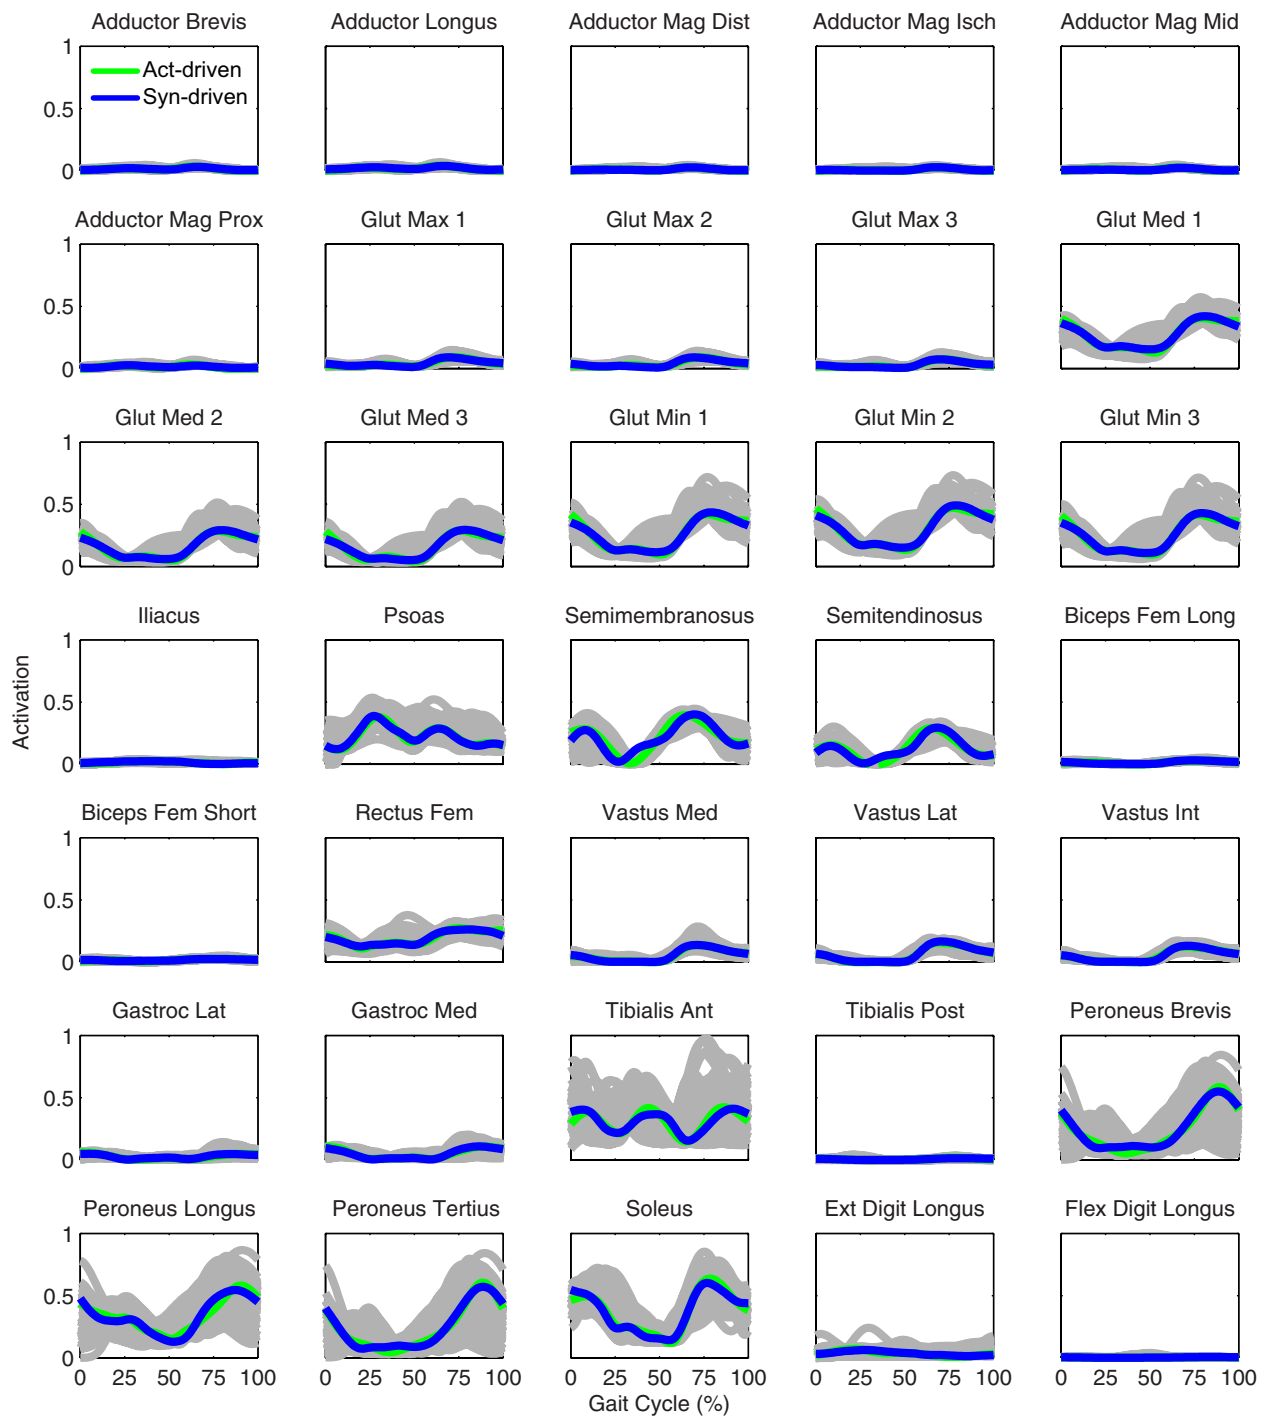 Adductor Brevis Adductor Longus Adductor Mag Dist Adductor Mag Isch Adductor Mag Mid
1
Act-driven
Syn-driven
0.5
0
Adductor Mag Prox Glut Max 1 Glut Max 2 Glut Max 3 Glut Med 1
1
0.5
0
Glut Med 2 Glut Med 3 Glut Min 1 Glut Min 2 Glut Min 3
1
0.5
0
Iliacus Psoas Semimembranosus Semitendinosus Biceps Fem Long
1
0.5
0
Activation
Biceps Fem Short Rectus Fem Vastus Med Vastus Lat Vastus Int
1
0.5
0
Gastroc Lat Gastroc Med Tibialis Ant Tibialis Post Peroneus Brevis
1
0.5
0
Peroneus Longus Peroneus Tertius Soleus Ext Digit Longus Flex Digit Longus
1
0.5
0
0 25 50 75 100 0 25 50 75 100 0 25 50 75 100 0 25 50 75 100 0 25 50 75 100
Gait Cycle (%)